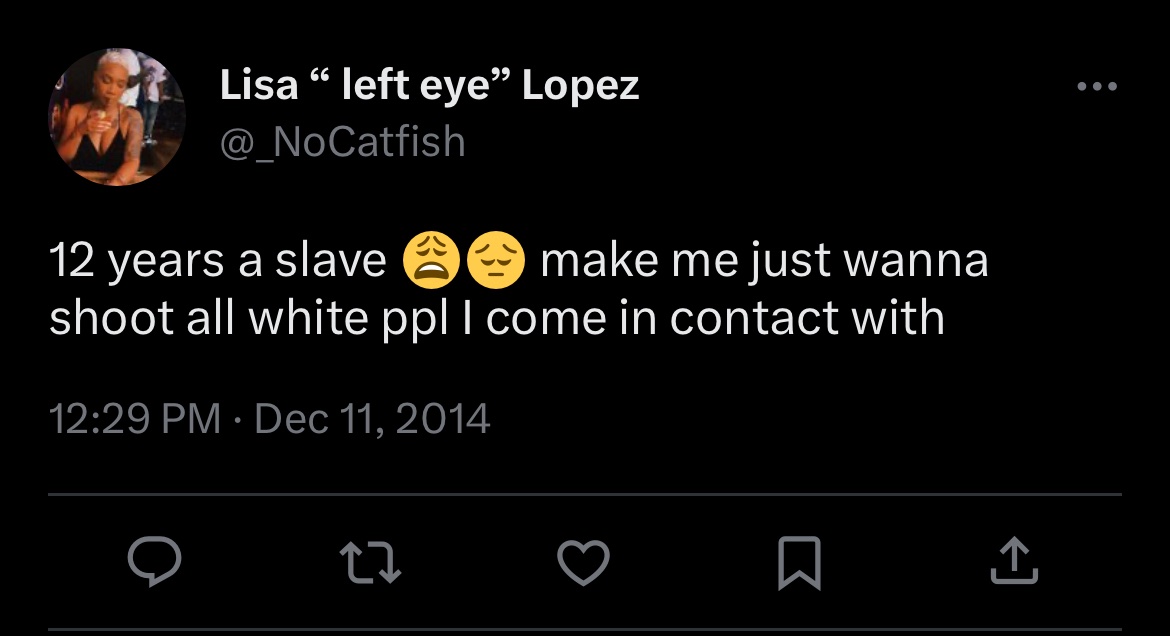 Lisa “ left eye” Lopez
@_NoCatfish
12 years a slave 😩😔 make me just wanna
shoot all white ppl I come in contact with
12:29 PM · Dec 11, 2014